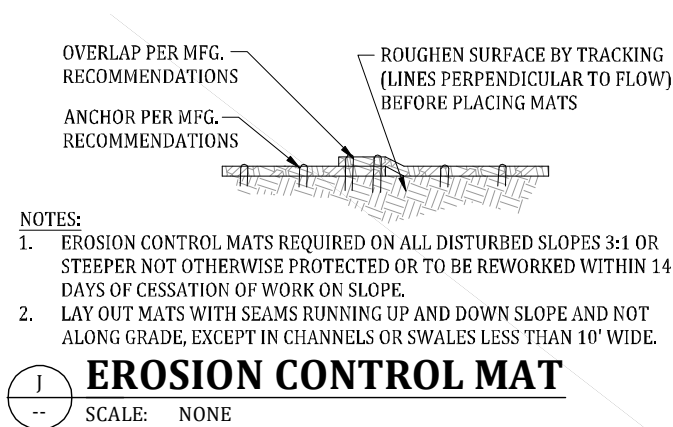 OVERLAP PER MFG.
RECOMMENDATIONS
ROUGHEN SURFACE BY TRACKING
(LINES PERPENDICULAR TO FLOW)
BEFORE PLACING MATS
ANCHOR PER MFG.
RECOMMENDATIONS
NOTES:
1. EROSION CONTROL MATS REQUIRED ON ALL DISTURBED SLOPES 3:1 OR
STEEPER NOT OTHERWISE PROTECTED OR TO BE REWORKED WITHIN 14
DAYS OF CESSATION OF WORK ON SLOPE.
2. LAY OUT MATS WITH SEAMS RUNNING UP AND DOWN SLOPE AND NOT
ALONG GRADE, EXCEPT IN CHANNELS OR SWALES LESS THAN 10' WIDE.
J
--
EROSION CONTROL MAT
SCALE: NONE